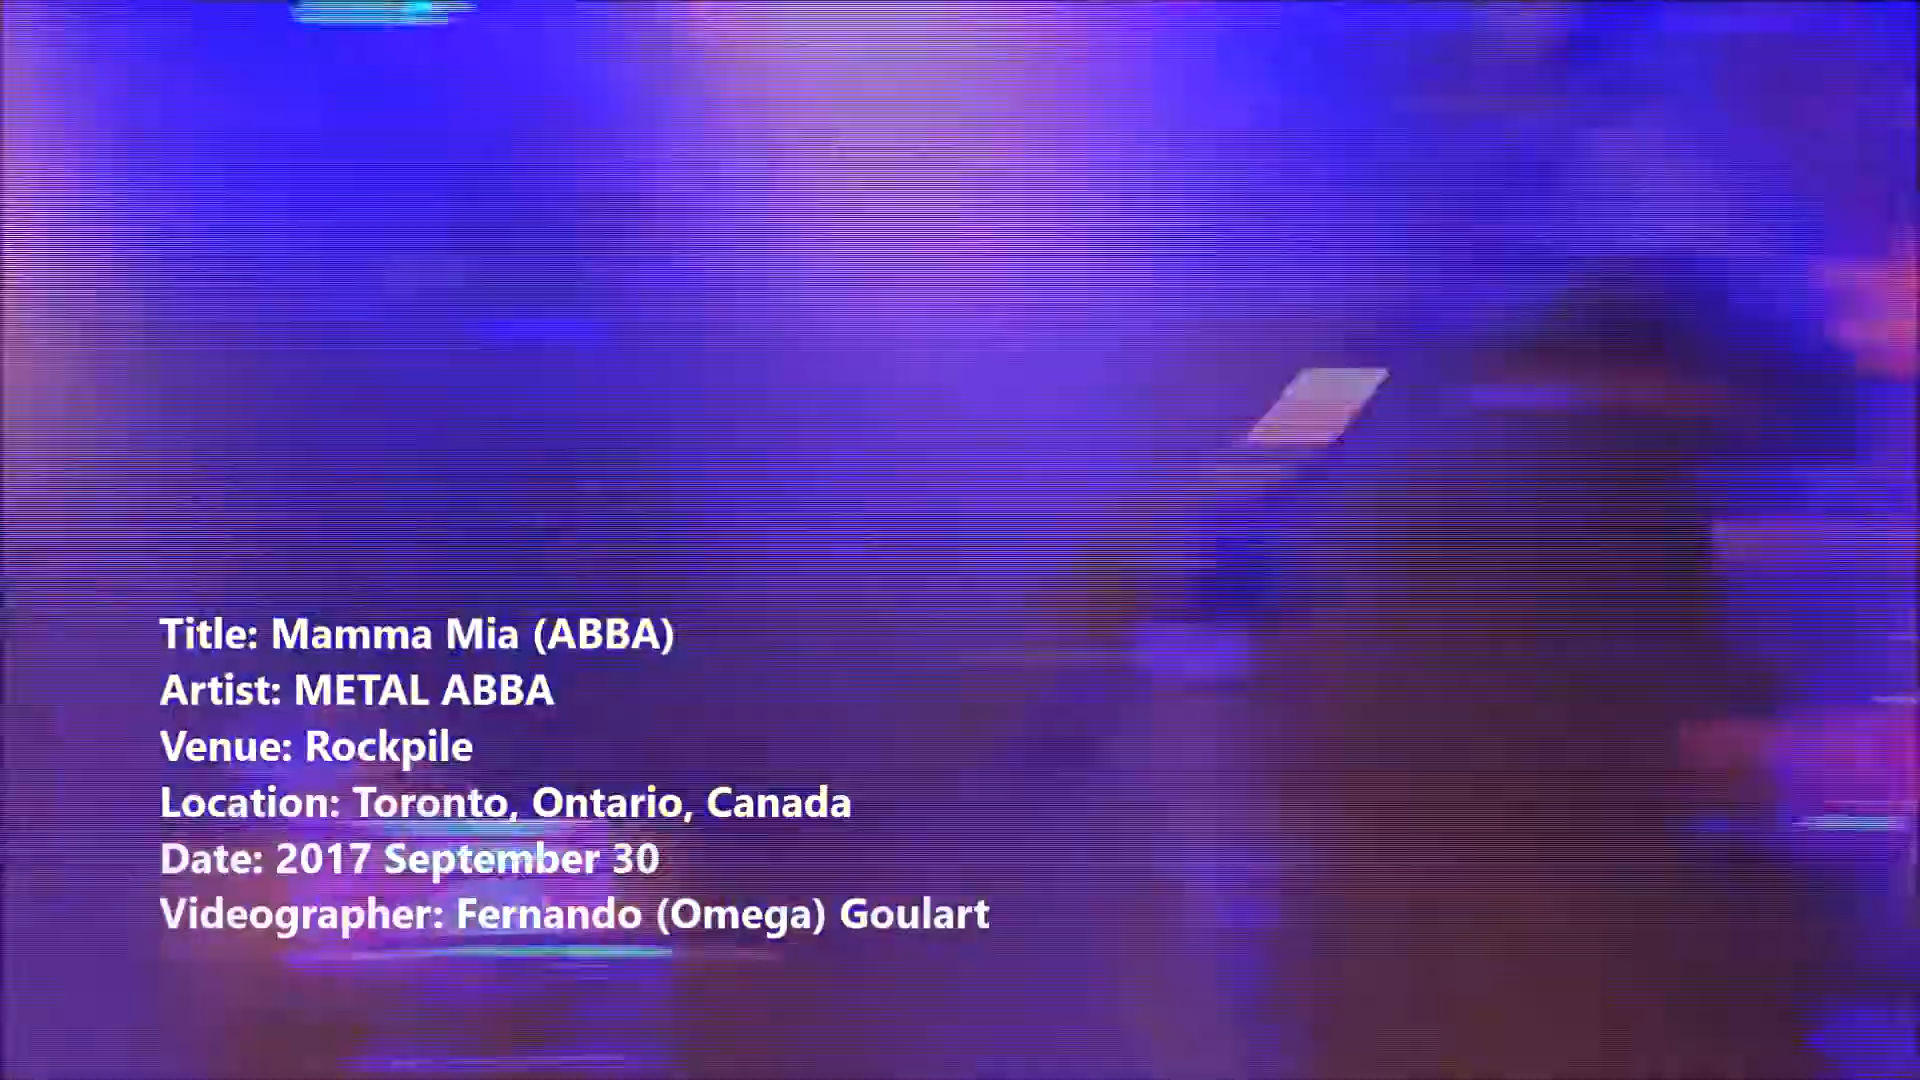 Title: Mamma Mia (ABBA)
Artist: METAL ABBA
Venue: Rockpile
Location: Toronto, Ontario, Canada
Date: 2017 September 30
Videographer: Fernando (Omega) Goulart